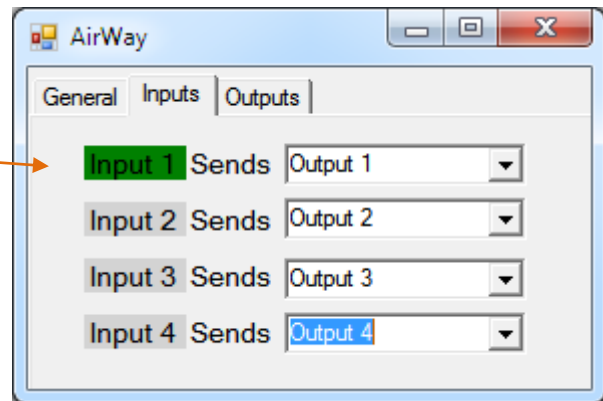 AirWay
General Inputs Outputs
Input 1 Sends Output 1
Input 2 Sends Output 2
Input 3 Sends Output 3
Input 4 Sends Output 4